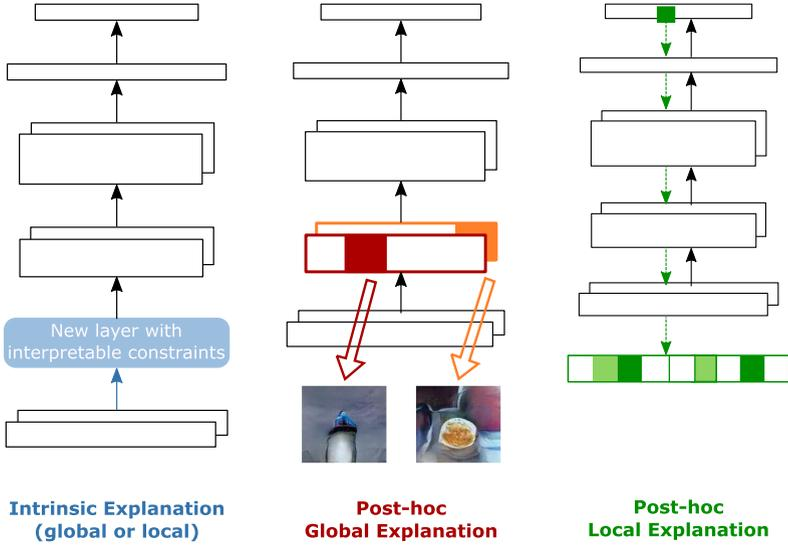 New layer with
interpretable constraints
Intrinsic Explanation
(global or local)
Post-hoc
Global Explanation
Post-hoc
Local Explanation